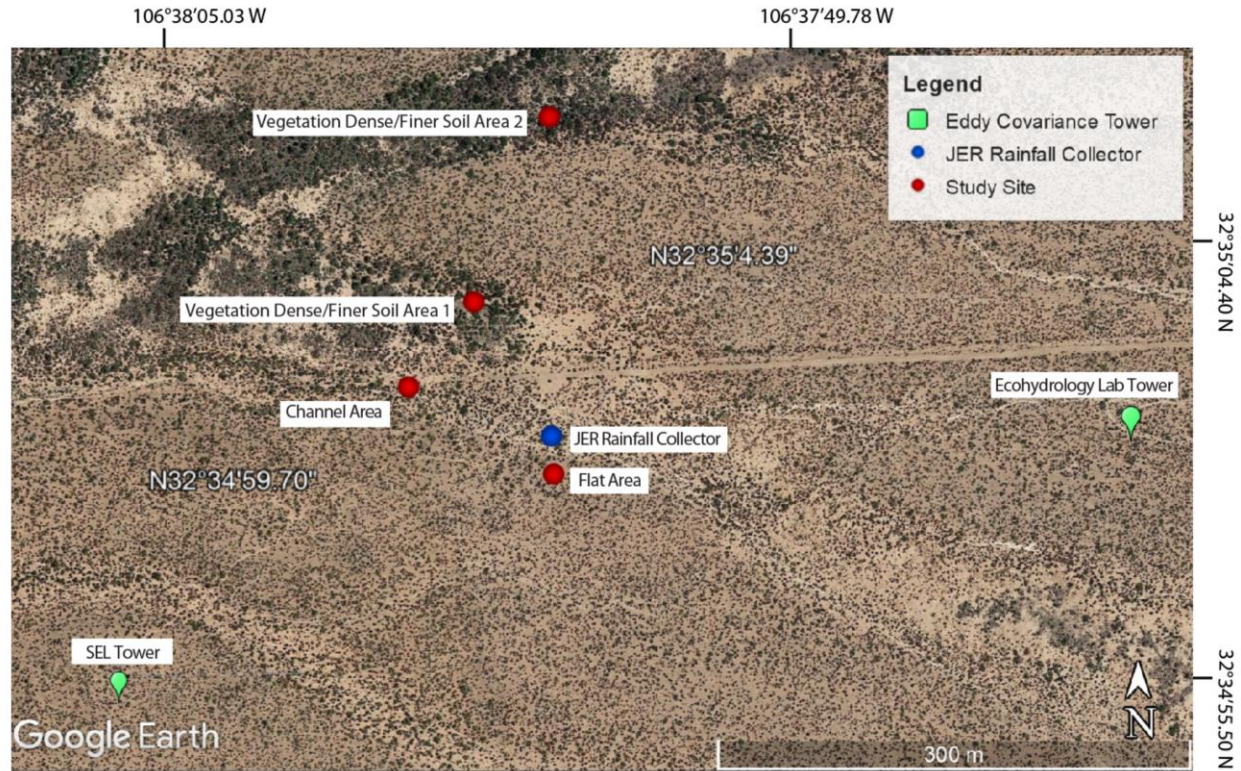 106°38′05.03 W
106°37′49.78 W
Legend
Eddy Covariance Tower
JER Rainfall Collector
Study Site
Vegetation Dense/Finer Soil Area 2
N32°35'4.39"
32°35′04.40 N
Vegetation Dense/Finer Soil Area 1
Ecohydrology Lab Tower
Channel Area
JER Rainfall Collector
N32°34'59.70"
Flat Area
SEL Tower
32°34′55.50 N
N
Google Earth
300 m